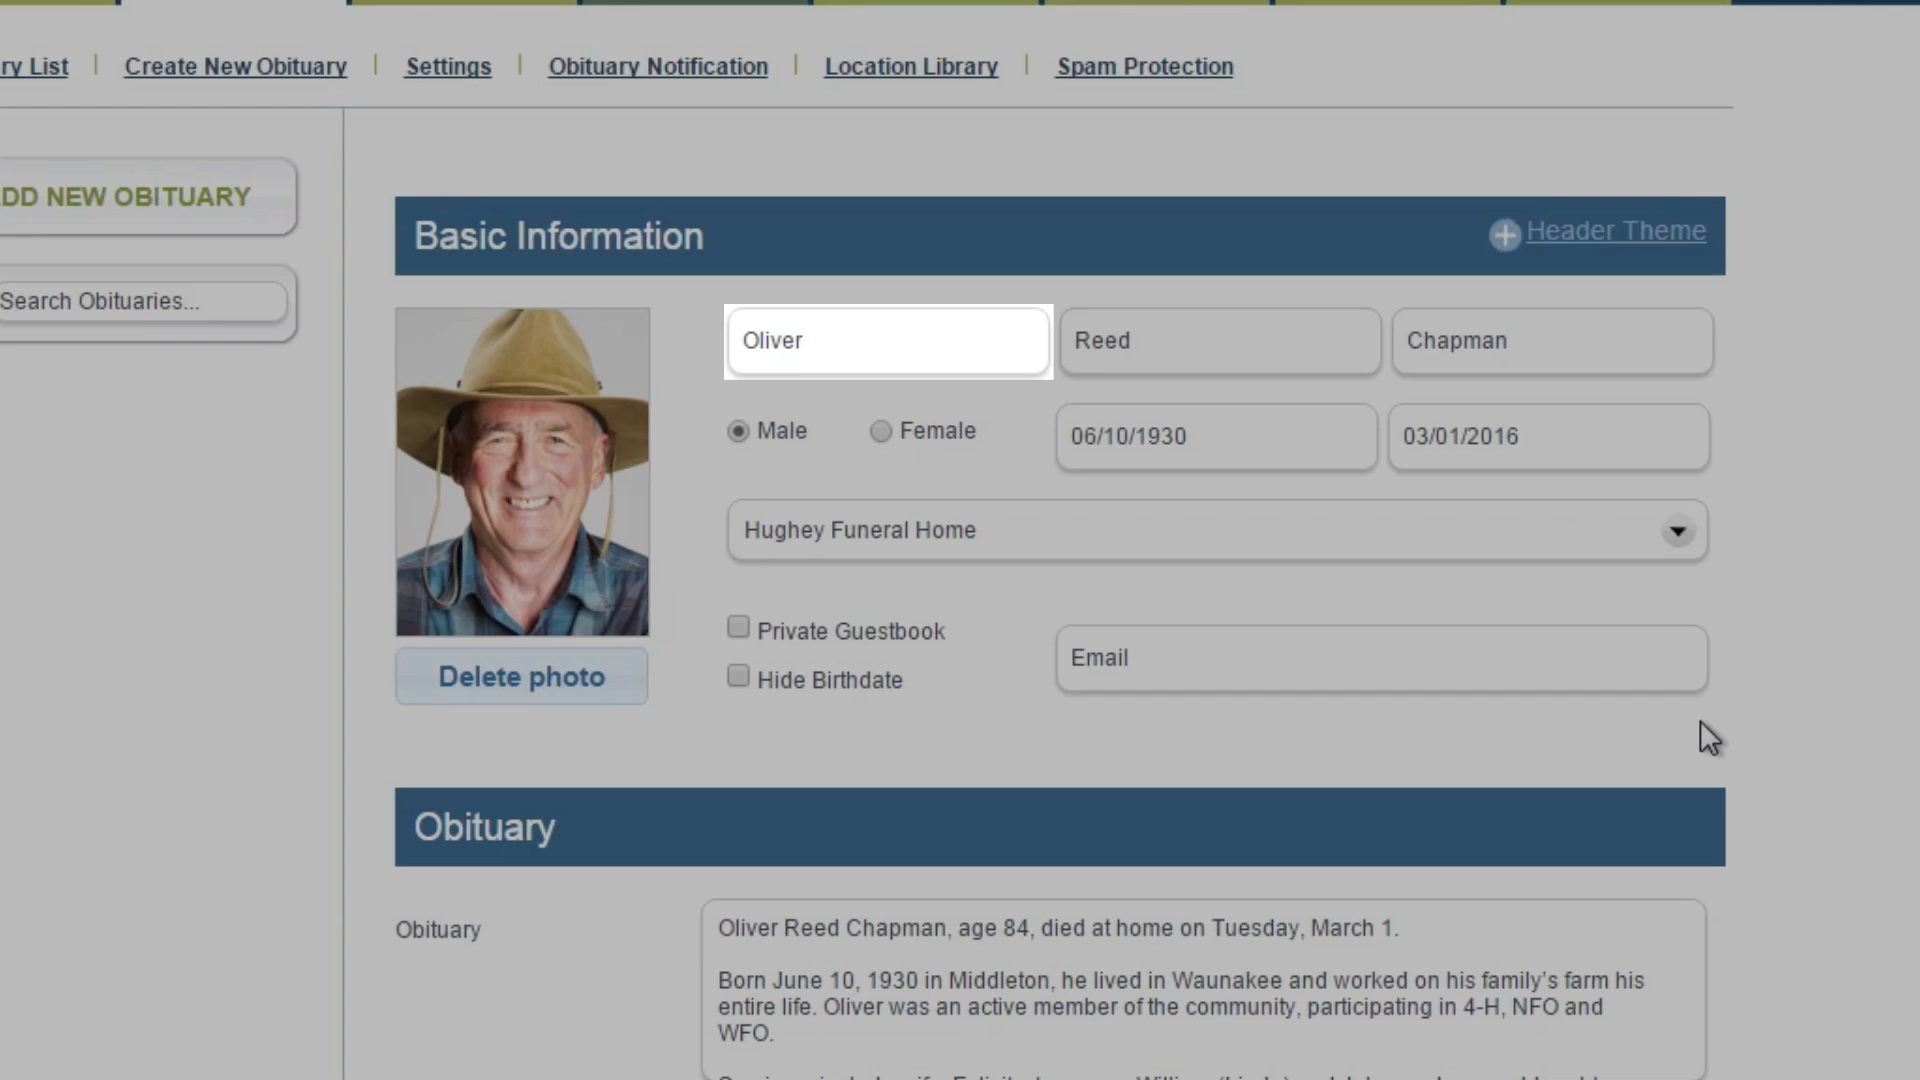 ry List
Create New Obituary
Settings
Obituary Notification
Location Library
Spam Protection
DD NEW OBITUARY
Search Obituaries...
Basic Information
Header Theme
Oliver
Reed
Chapman
Male
Female
06/10/1930
03/01/2016
Hughey Funeral Home
Private Guestbook
Hide Birthdate
Email
Delete photo
Obituary
Obituary
Oliver Reed Chapman, age 84, died at home on Tuesday, March 1.
Born June 10, 1930 in Middleton, he lived in Waunakee and worked on his family’s farm his
entire life. Oliver was an active member of the community, participating in 4-H, NFO and
WFO.